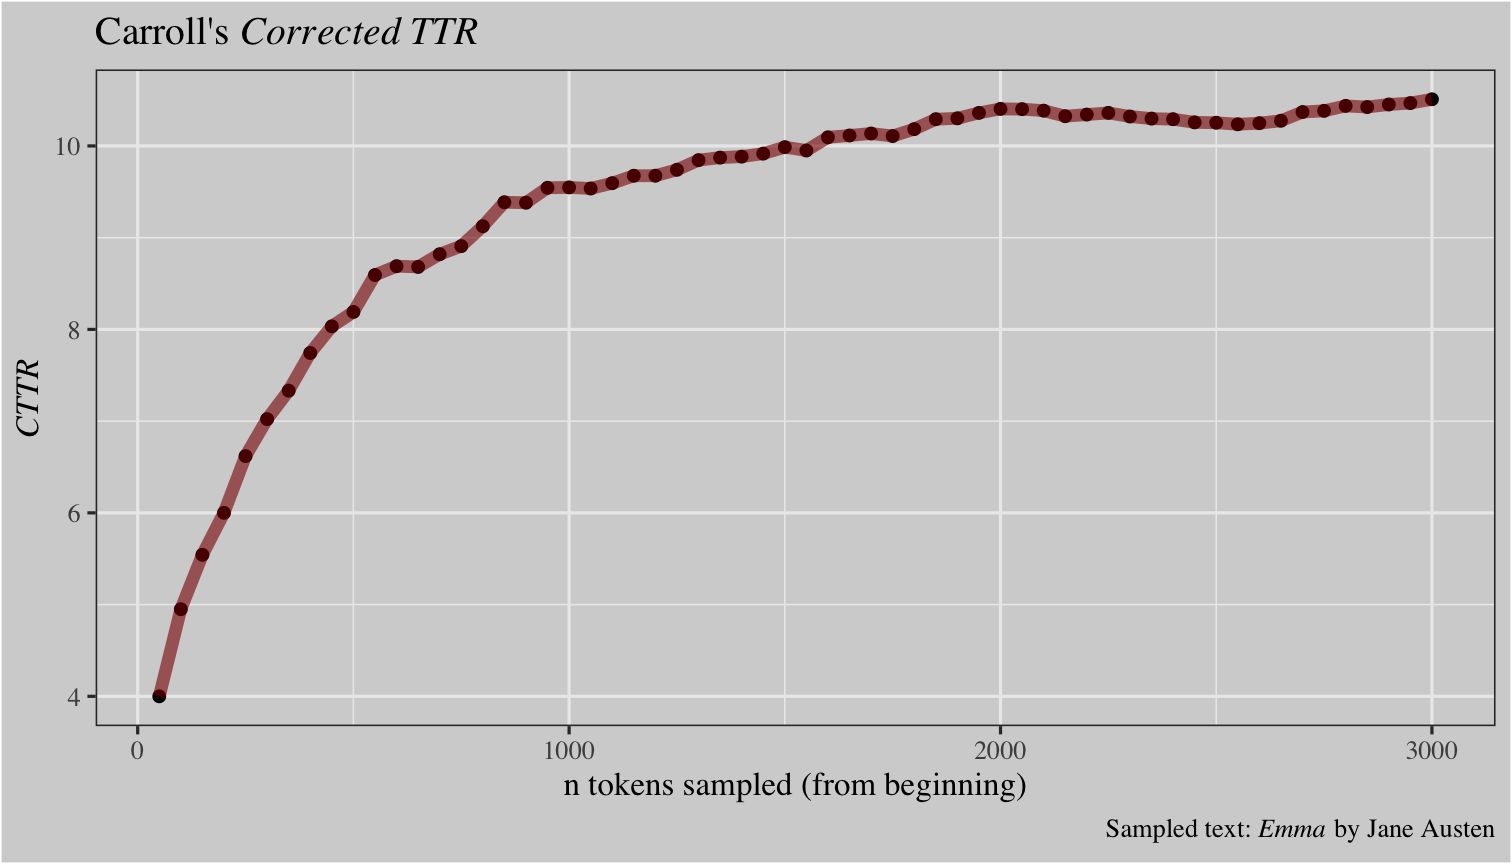 Carroll's Corrected TTR
CTTR
10
8
6
4
0 1000 2000 3000
n tokens sampled (from beginning)
Sampled text: Emma by Jane Austen